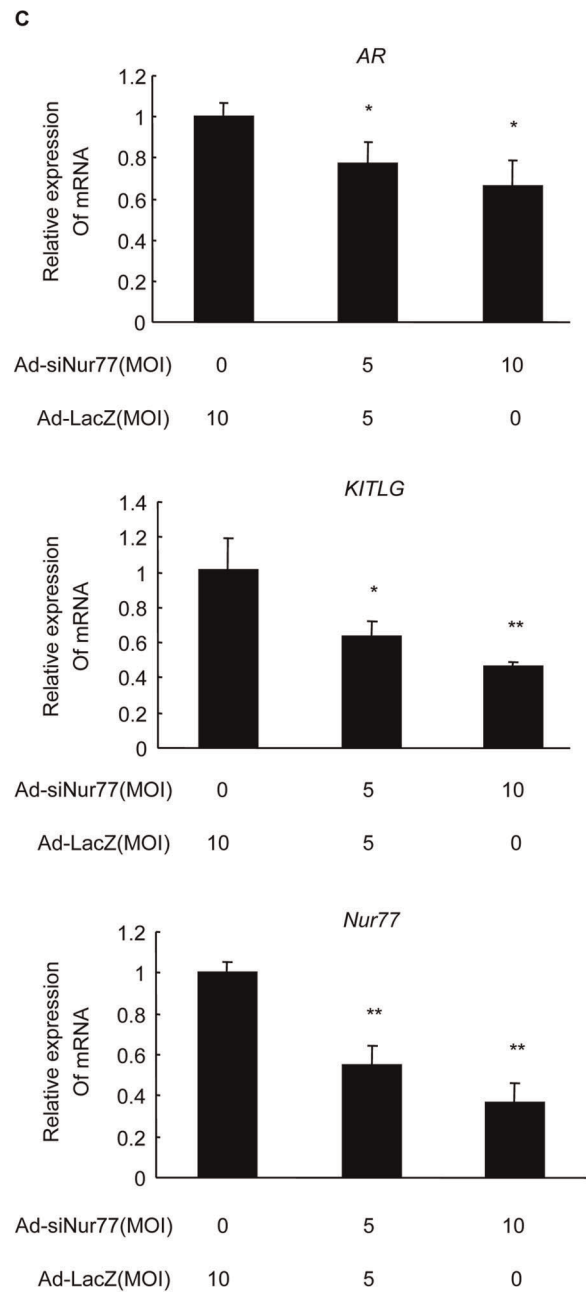 C
AR
Relative expression
Of mRNA
1.2
1
0.8
0.6
0.4
0.2
0
*
*
Ad-siNur77(MOI) 0 5 10
Ad-LacZ(MOI) 10 5 0
KITLG
Relative expression
Of mRNA
1.4
1.2
1
0.8
0.6
0.4
0.2
0
*
**
Ad-siNur77(MOI) 0 5 10
Ad-LacZ(MOI) 10 5 0
Nur77
Relative expression
Of mRNA
1.2
1
0.8
0.6
0.4
0.2
0
**
**
Ad-siNur77(MOI) 0 5 10
Ad-LacZ(MOI) 10 5 0